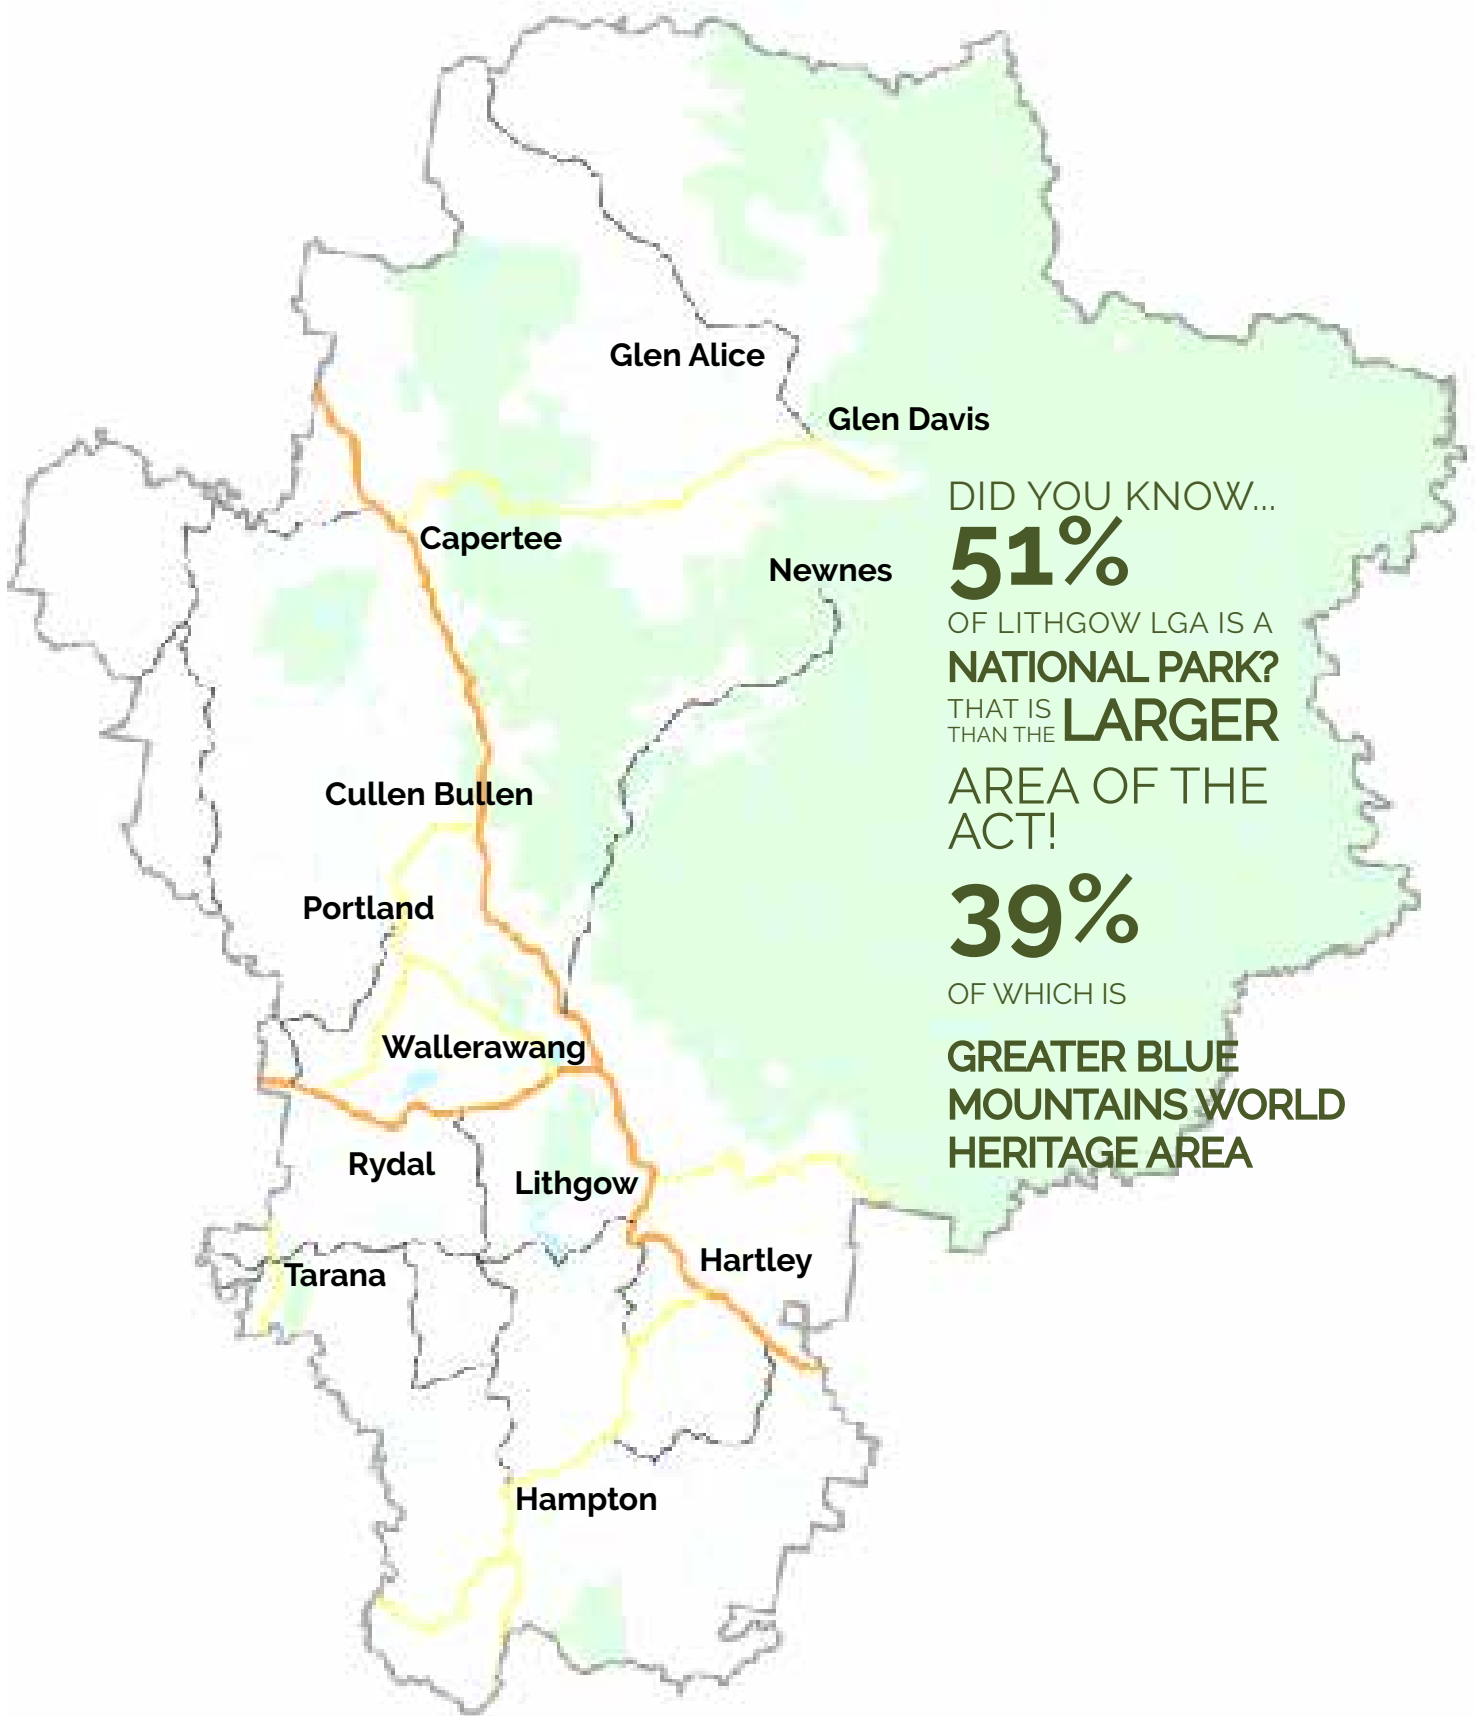 Glen Alice
Glen Davis
Capertee
Newnes
Cullen Bullen
Portland
Wallerawang
Rydal
Lithgow
Hartley
Tarana
Hampton
DID YOU KNOW...
51%
OF LITHGOW LGA IS A
NATIONAL PARK?
THAT IS
THAN THE LARGER
AREA OF THE
ACT!
39%
OF WHICH IS
GREATER BLUE
MOUNTAINS WORLD
HERITAGE AREA